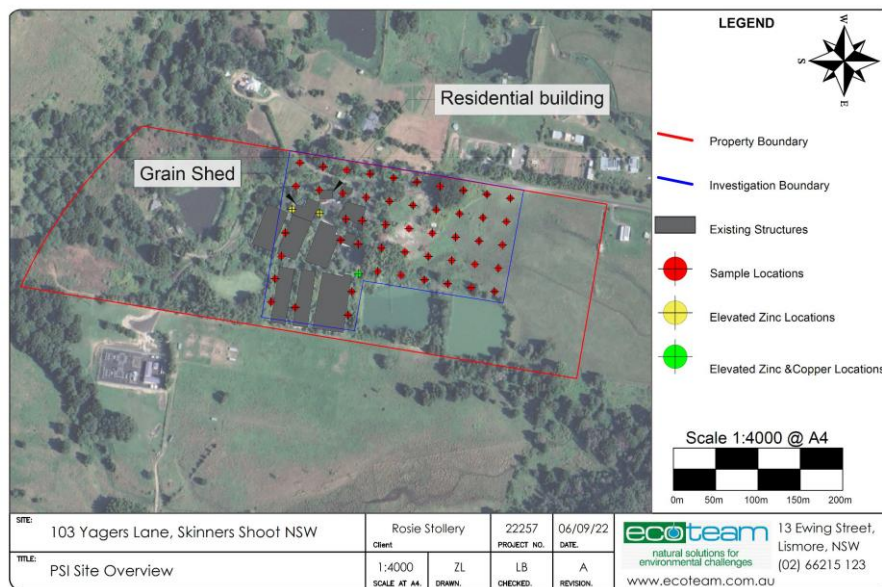 Residential building
Grain Shed
LEGEND
W
S
E
Property Boundary
Investigation Boundary
Existing Structures
Sample Locations
Elevated Zinc Locations
Elevated Zinc &Copper Locations
Scale 1:4000 @ A4
0m 50m 100m 150m 200m
SITE:
103 Yagers Lane, Skinners Shoot NSW
Rosie Stollery
Client
22257
PROJECT NO.
06/09/22
DATE.
TITLE:
PSI Site Overview
1:4000
SCALE AT A4.
ZL
DRAWN.
LB
CHECKED.
A
REVISION.
ecoteam
natural solutions for
environmental challenges
www.ecoteam.com.au
13 Ewing Street,
Lismore, NSW
(02) 66215 123